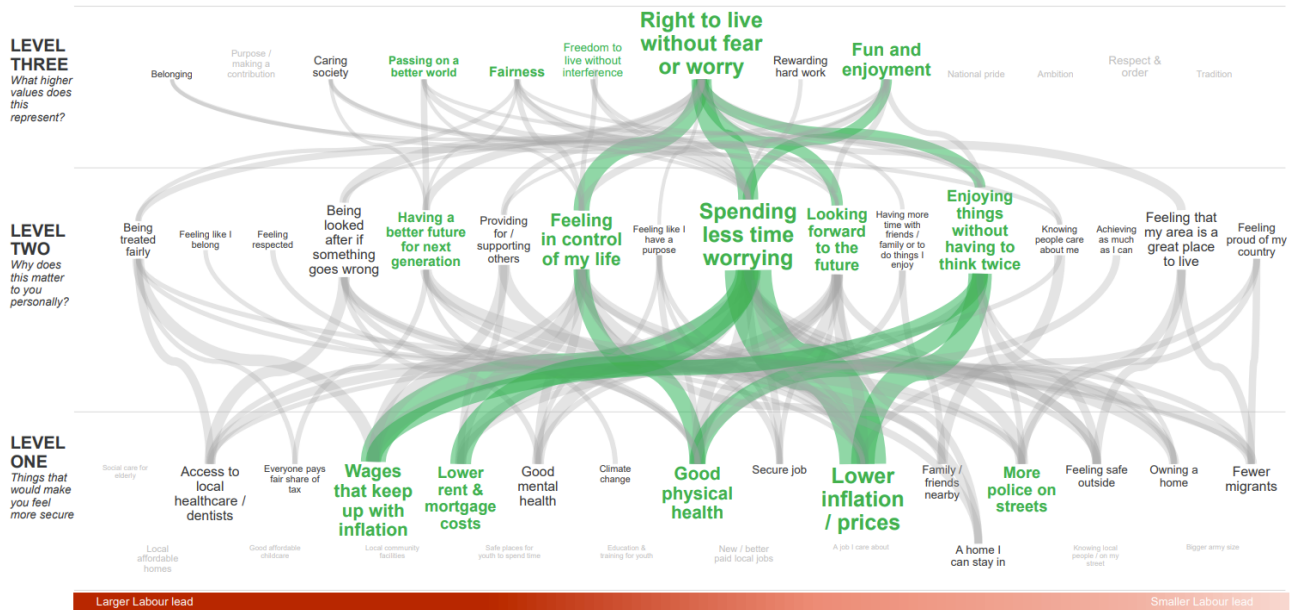 LEVEL
THREE
What higher
values does
this
represent?
Belonging
Purpose /
making a
contribution
Caring
society
Passing on a
better world
Fairness
Freedom to
live without
interference
Right to live
without fear
or worry
Rewarding
hard work
Fun and
enjoyment
National pride
Ambition
Respect &
order
Tradition
LEVEL
TWO
Why does
this matter
to you
personally?
Being
treated
fairly
Feeling like I
belong
Feeling
respected
Being
looked
after if
something
goes wrong
Having a
better future
for next
generation
Providing
for /
supporting
others
Feeling
in control
of my life
Feeling like I
have a
purpose
Spending
less time
worrying
Looking
forward
to the
future
Having more
time with
friends /
family or to
do things I
enjoy
Enjoying
things
without
having to
think twice
Knowing
people care
about me
Achieving
as much
as I can
Feeling that
my area is a
great place
to live
Feeling
proud of my
country
LEVEL
ONE
Things that
would make
you feel
more secure
Social care for
elderly
Access to
local
healthcare /
dentists
Everyone pays
fair share of
tax
Wages
that keep
up with
inflation
Lower
rent &
mortgage
costs
Good
mental
health
Climate
change
Good
physical
health
Secure job
Lower
inflation
/ prices
Family /
friends
nearby
More
police on
streets
Feeling safe
outside
Owning a
home
Fewer
migrants
Local
affordable
homes
Good affordable
childcare
Local community
facilities
Safe places for
youth to spend time
Education &
training for youth
New / better
paid local jobs
A job I care about
A home I
can stay in
Knowing local
people / on my
street
Bigger army size
Larger Labour lead
Smaller Labour lead